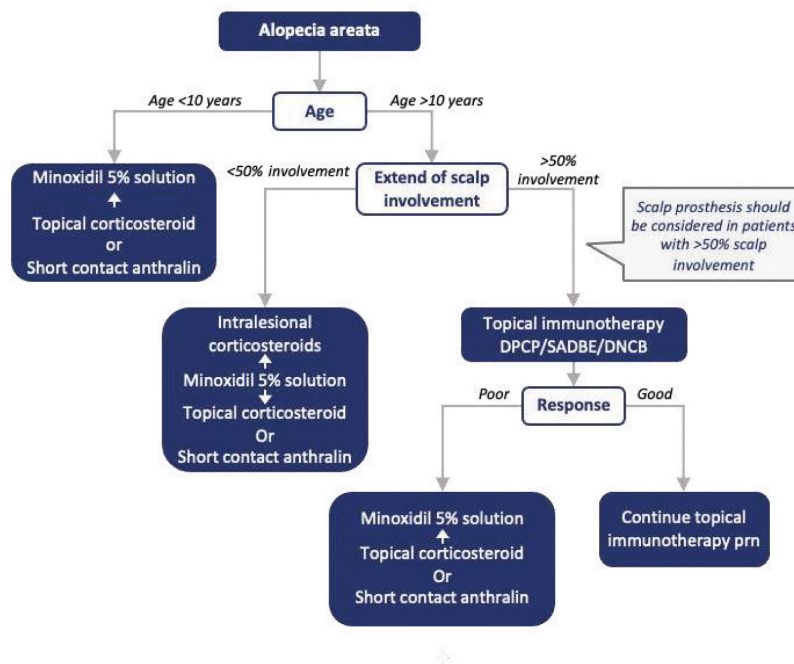 Alopecia areata
Age <10 years
Age >10 years
Age
Minoxidil 5% solution
Topical corticosteroid
or
Short contact anthralin
<50% involvement
Extend of scalp
involvement
>50%
involvement
Scalp prosthesis should
be considered in patients
with >50% scalp
involvement
Intralesional
corticosteroids
Minoxidil 5% solution
Topical corticosteroid
Or
Short contact anthralin
Topical immunotherapy
DPCP/SADBE/DNCB
Poor
Response
Good
Minoxidil 5% solution
Topical corticosteroid
Or
Short contact anthralin
Continue topical
immunotherapy prn